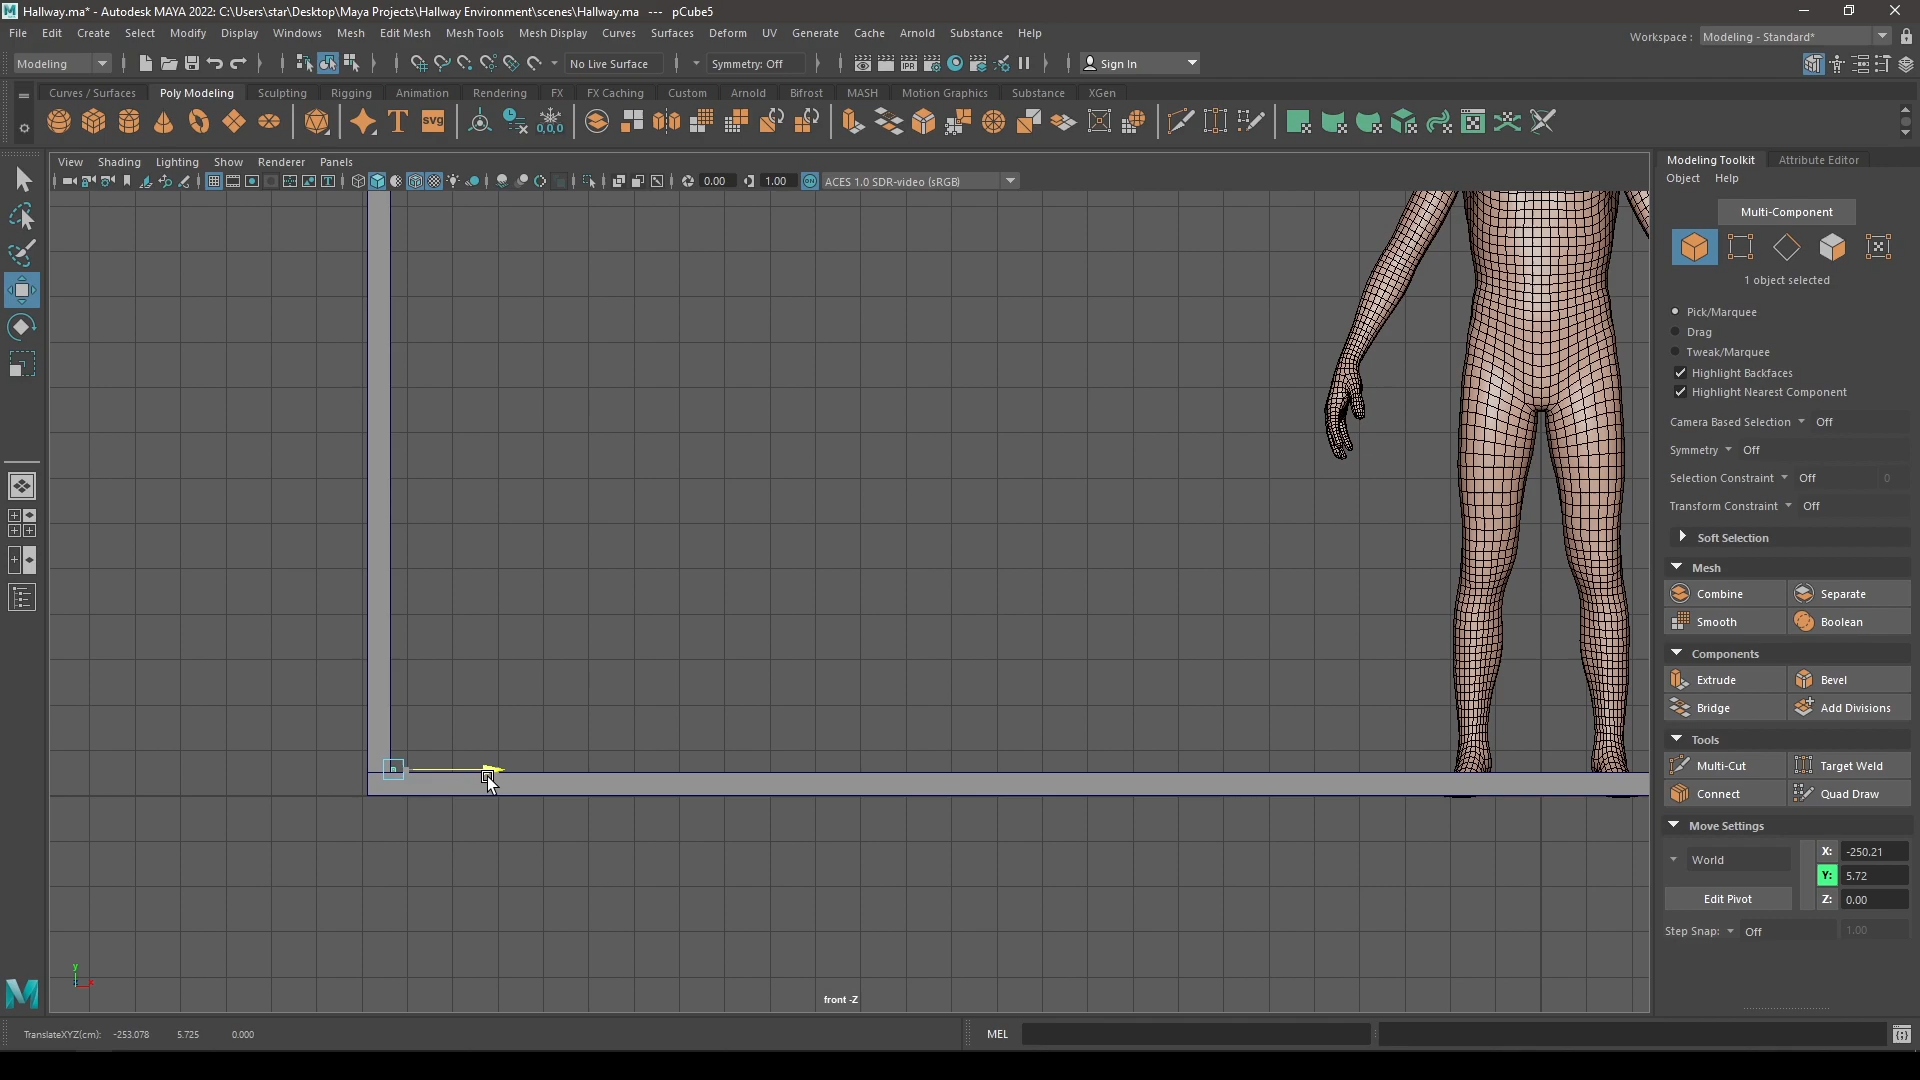 Hallway.ma* - Autodesk MAYA 2022: C:\Users\star\Desktop\Maya Projects\Hallway Environment\scenes\Hallway.ma --- pCube5
File Edit Create Select Modify Display Windows Mesh Edit Mesh Mesh Tools Mesh Display Curves Surfaces Deform UV Generate Cache Arnold Substance Help Workspace : Modeling - Standard*
Modeling No Live Surface Symmetry: Off IPR Sign In
Curves / Surfaces Poly Modeling Sculpting Rigging Animation Rendering FX FX Caching Custom Arnold Bifrost MASH Motion Graphics Substance XGen
T SVG 0,0,0
View Shading Lighting Show Renderer Panels
0.00 1.00 ON ACES 1.0 SDR-video (sRGB)
Modeling Toolkit Attribute Editor
Object Help
Multi-Component
1 object selected
Pick/Marquee
Drag
Tweak/Marquee
Highlight Backfaces
Highlight Nearest Component
Camera Based Selection Off
Symmetry Off
Selection Constraint Off 0
Transform Constraint Off
Soft Selection
Mesh
Combine Separate
Smooth Boolean
Components
Extrude Bevel
Bridge Add Divisions
Tools
Multi-Cut Target Weld
Connect Quad Draw
Move Settings
World X: -250.21
Y: 5.72
Edit Pivot Z: 0.00
Step Snap: Off 1.00
y
z x
front -Z
M
TranslateXYZ(cm): -253.078 5.725 0.000 MEL